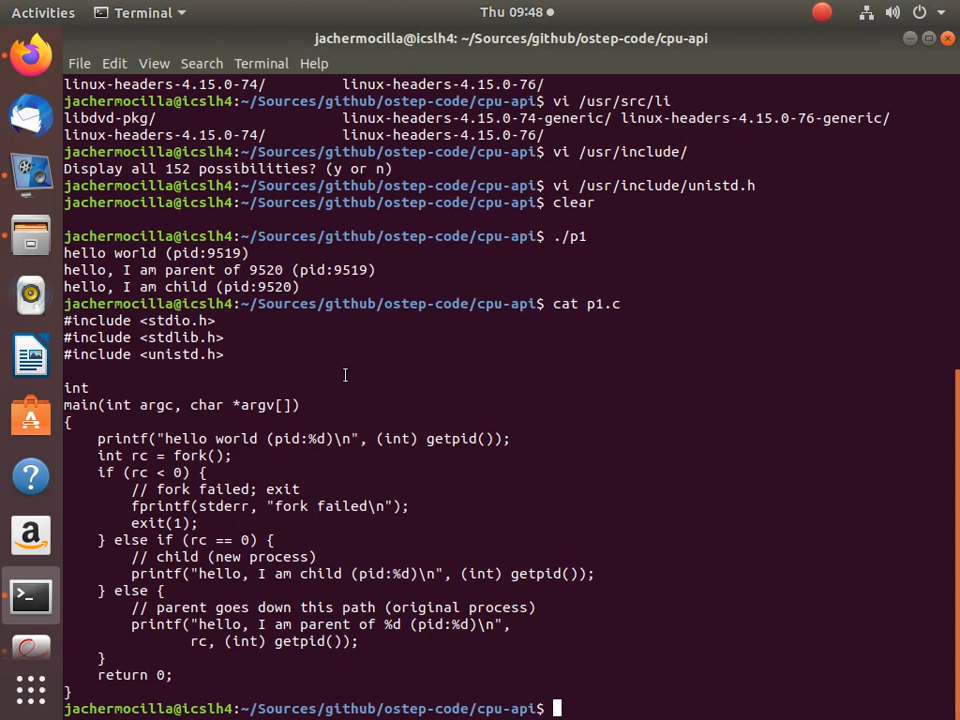 Activities Terminal Thu 09:48
jachermocilla@icslh4: ~/Sources/github/ostep-code/cpu-api
File Edit View Search Terminal Help
linux-headers-4.15.0-74/ linux-headers-4.15.0-76/
jachermocilla@icslh4:~/Sources/github/ostep-code/cpu-api$ vi /usr/src/li
libdvd-pkg/ linux-headers-4.15.0-74-generic/ linux-headers-4.15.0-76-generic/
linux-headers-4.15.0-74/ linux-headers-4.15.0-76/
jachermocilla@icslh4:~/Sources/github/ostep-code/cpu-api$ vi /usr/include/
Display all 152 possibilities? (y or n)
jachermocilla@icslh4:~/Sources/github/ostep-code/cpu-api$ vi /usr/include/unistd.h
jachermocilla@icslh4:~/Sources/github/ostep-code/cpu-api$ clear
jachermocilla@icslh4:~/Sources/github/ostep-code/cpu-api$ ./p1
hello world (pid:9519)
hello, I am parent of 9520 (pid:9519)
hello, I am child (pid:9520)
jachermocilla@icslh4:~/Sources/github/ostep-code/cpu-api$ cat p1.c
#include <stdio.h>
#include <stdlib.h>
#include <unistd.h>
int
main(int argc, char *argv[])
{
    printf("hello world (pid:%d)\n", (int) getpid());
    int rc = fork();
    if (rc < 0) {
        // fork failed; exit
        fprintf(stderr, "fork failed\n");
        exit(1);
    } else if (rc == 0) {
        // child (new process)
        printf("hello, I am child (pid:%d)\n", (int) getpid());
    } else {
        // parent goes down this path (original process)
        printf("hello, I am parent of %d (pid:%d)\n",
               rc, (int) getpid());
    }
    return 0;
}
jachermocilla@icslh4:~/Sources/github/ostep-code/cpu-api$